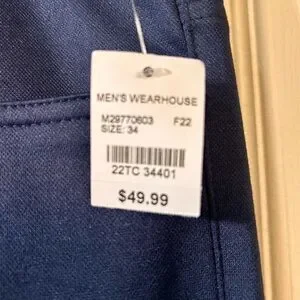 MEN'S WEARHOUSE
M29770603 F22
SIZE: 34
22TC 34401
$49.99